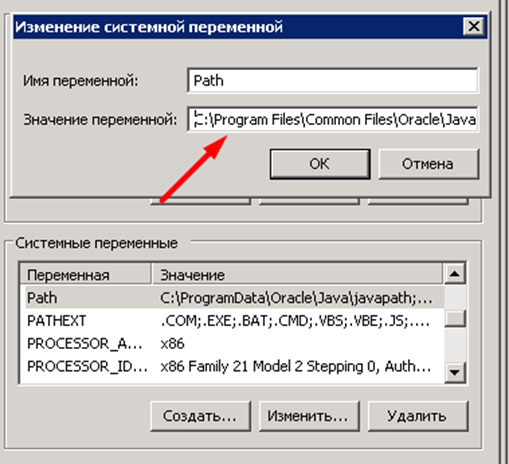 Изменение системной переменной
Имя переменной:
Path
Значение переменной:
C:\Program Files\Common Files\Oracle\Java
ОК
Отмена
Системные переменные
Переменная Значение
Path C:\ProgramData\Oracle\Java\javapath;...
PATHEXT .COM;.EXE;.BAT;.CMD;.VBS;.VBE;.JS;....
PROCESSOR_A... x86
PROCESSOR_ID... x86 Family 21 Model 2 Stepping 0, Auth...
Создать... Изменить... Удалить